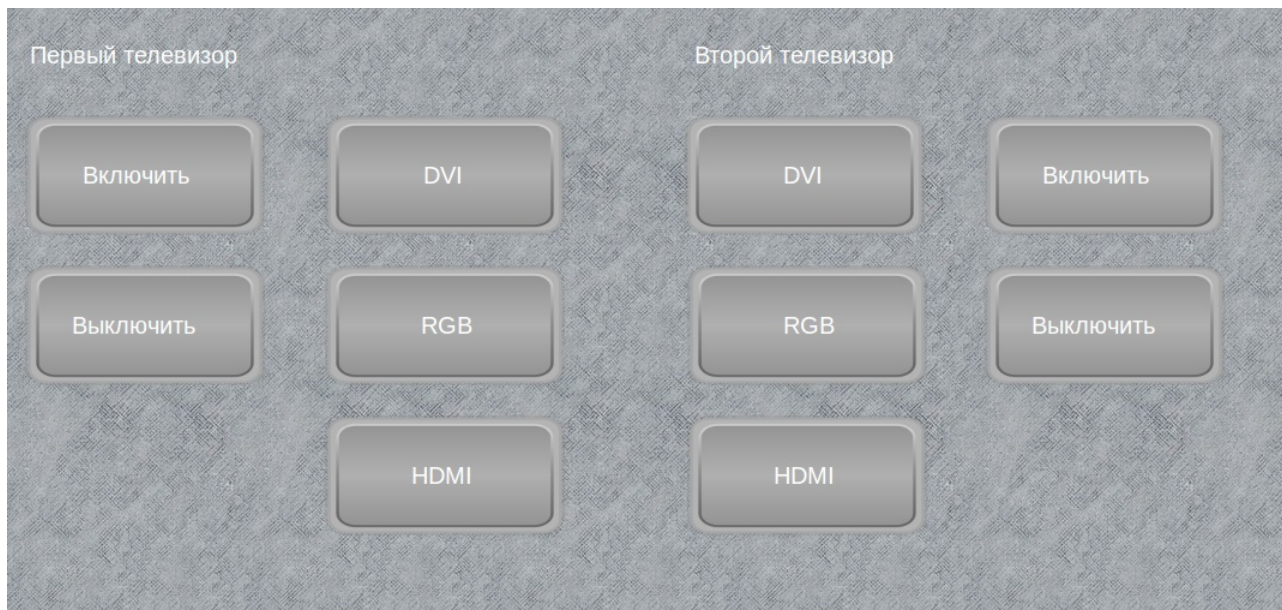 Первый телевизор
Второй телевизор
Включить
DVI
DVI
Включить
Выключить
RGB
RGB
Выключить
HDMI
HDMI